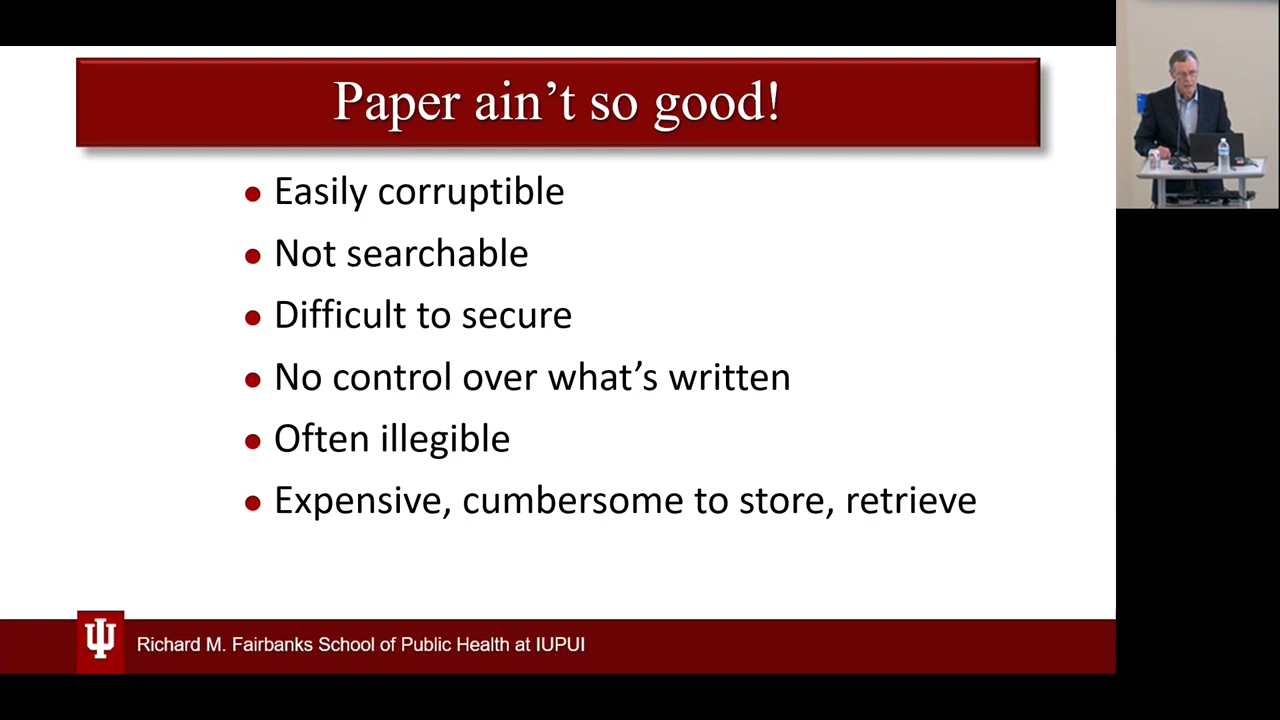 Paper ain’t so good!
Easily corruptible
Not searchable
Difficult to secure
No control over what’s written
Often illegible
Expensive, cumbersome to store, retrieve
Richard M. Fairbanks School of Public Health at IUPUI